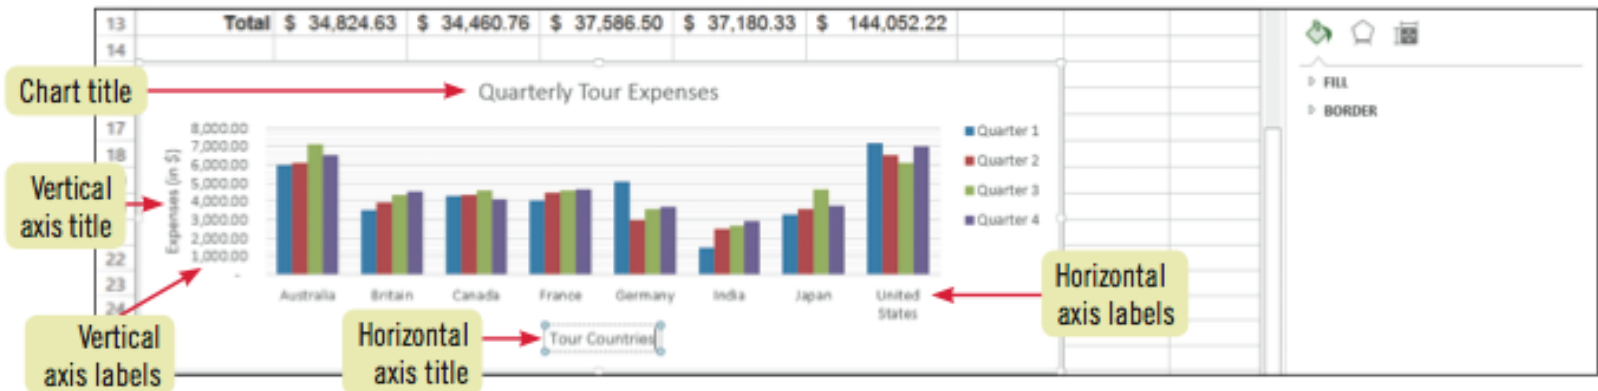 13 Total $ 34,824.63 $ 34,460.76 $ 37,586.50 $ 37,180.33 $ 144,052.22
14
Chart title
Quarterly Tour Expenses
FILL
BORDER
17
18
22
23
24
8,000.00
7,000.00
6,000.00
5,000.00
4,000.00
3,000.00
2,000.00
1,000.00
-
Expenses (in $)
Quarter 1
Quarter 2
Quarter 3
Quarter 4
Vertical
axis title
Australia Britain Canada France Germany India Japan United
States
Horizontal
axis labels
Tour Countries
Vertical
axis labels
Horizontal
axis title